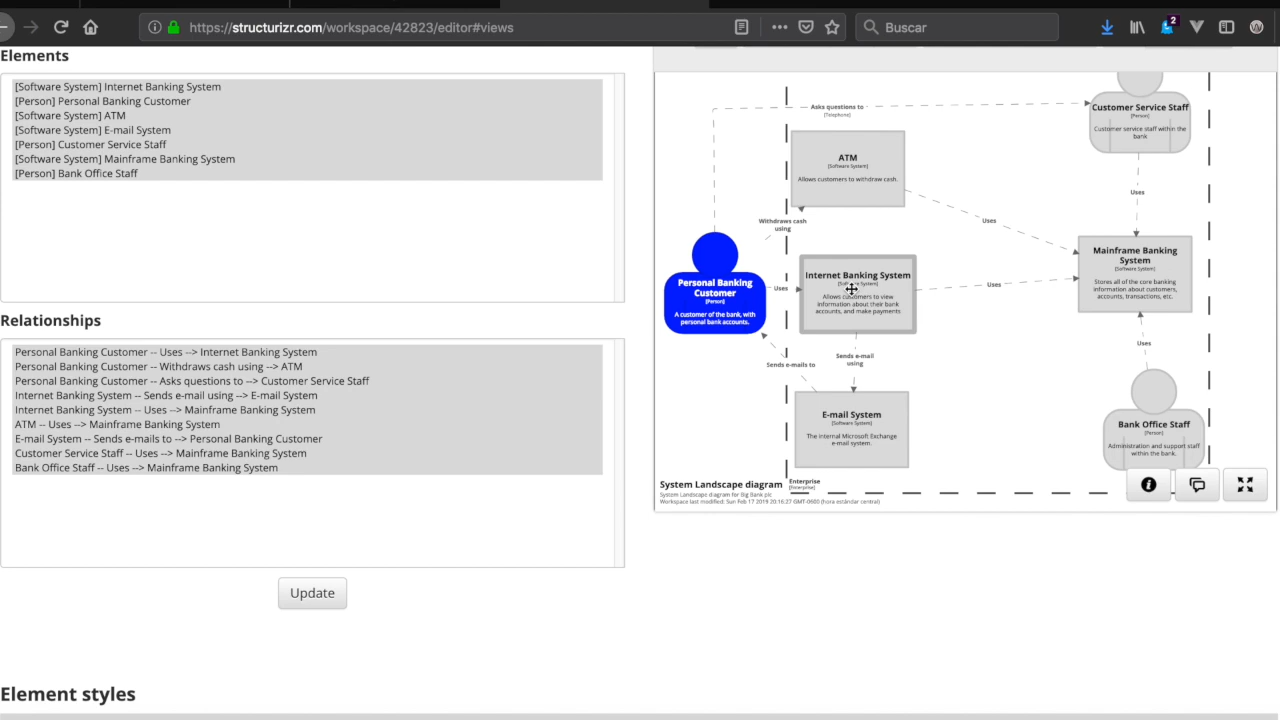 https://structurizr.com/workspace/42823/editor#views
Buscar
2
Elements
[Software System] Internet Banking System
[Person] Personal Banking Customer
[Software System] ATM
[Software System] E-mail System
[Person] Customer Service Staff
[Software System] Mainframe Banking System
[Person] Bank Office Staff
Relationships
Personal Banking Customer -- Uses --> Internet Banking System
Personal Banking Customer -- Withdraws cash using --> ATM
Personal Banking Customer -- Asks questions to --> Customer Service Staff
Internet Banking System -- Sends e-mail using --> E-mail System
Internet Banking System -- Uses --> Mainframe Banking System
ATM -- Uses --> Mainframe Banking System
E-mail System -- Sends e-mails to --> Personal Banking Customer
Customer Service Staff -- Uses --> Mainframe Banking System
Bank Office Staff -- Uses --> Mainframe Banking System
Update
Element styles
Asks questions to
[Telephone]
Customer Service Staff
[Person]
Customer service staff within the
bank
ATM
[Software System]
Allows customers to withdraw cash.
Uses
Withdraws cash
using
Uses
Personal Banking
Customer
[Person]
A customer of the bank, with
personal bank accounts.
Uses
Internet Banking System
[Software System]
Allows customers to view
information about their bank
accounts, and make payments
Uses
Mainframe Banking
System
[Software System]
Stores all of the core banking
information about customers,
accounts, transactions, etc.
Uses
Sends e-mail
using
Sends e-mails to
E-mail System
[Software System]
The internal Microsoft Exchange
e-mail system.
Bank Office Staff
[Person]
Administration and support staff
within the bank.
System Landscape diagram
System Landscape diagram for Big Bank plc
Workspace last modified: Sun Feb 17 2019 20:16:27 GMT-0600 (hora estándar central)
Enterprise
[Enterprise]